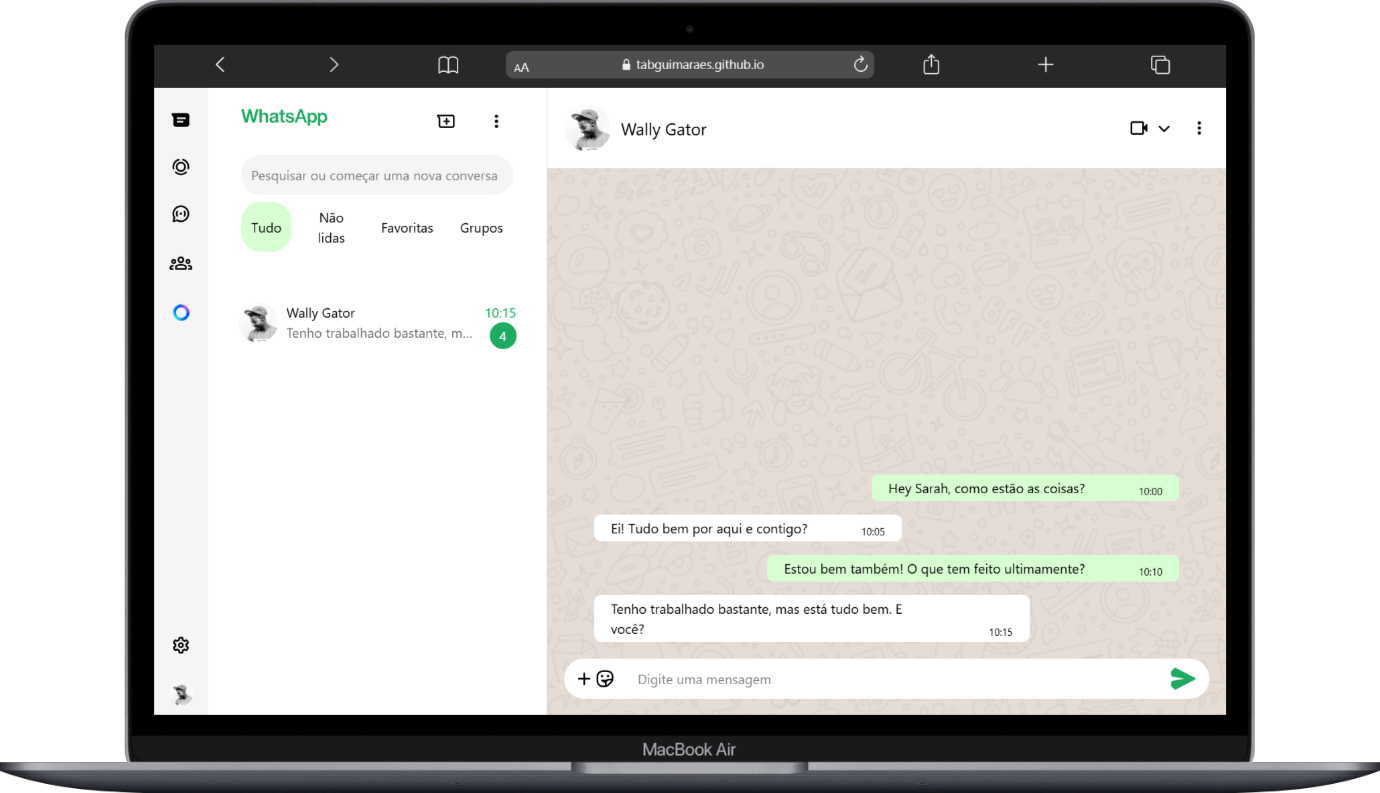 AA
tabguimaraes.github.io
WhatsApp
Pesquisar ou começar uma nova conversa
Tudo
Não
lidas
Favoritas
Grupos
Wally Gator
10:15
Tenho trabalhado bastante, m...
4
Wally Gator
Hey Sarah, como estão as coisas? 10:00
Ei! Tudo bem por aqui e contigo? 10:05
Estou bem também! O que tem feito ultimamente? 10:10
Tenho trabalhado bastante, mas está tudo bem. E
você? 10:15
Digite uma mensagem
MacBook Air